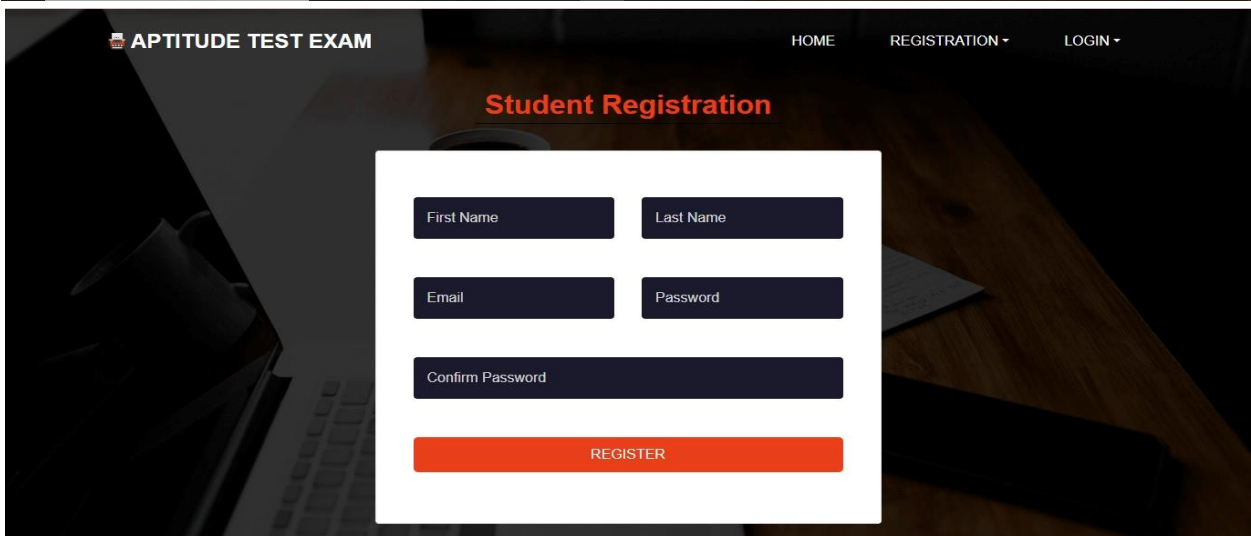 APTITUDE TEST EXAM HOME REGISTRATION LOGIN
Student Registration
First Name Last Name
Email Password
Confirm Password
REGISTER